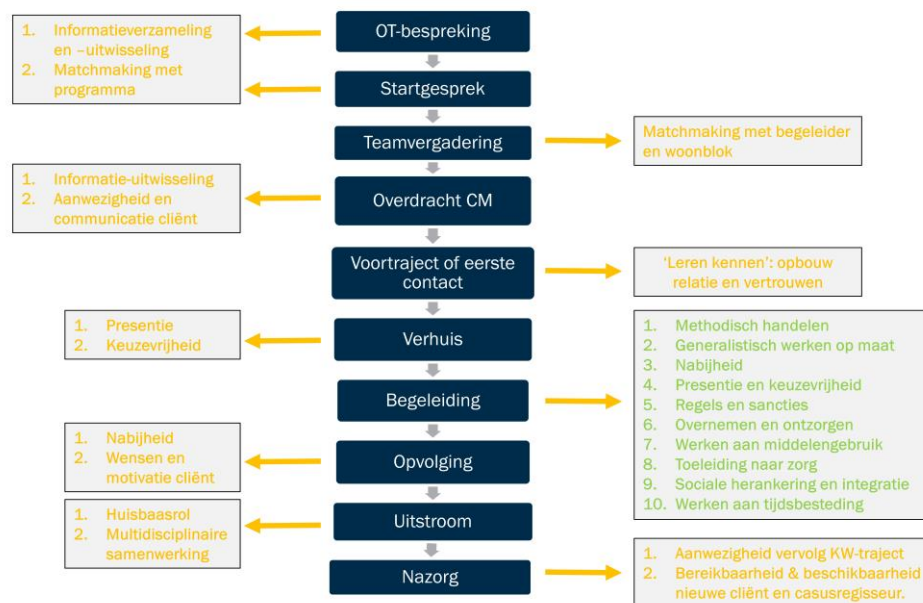 OT-bespreking
1. Informatieverzameling
en –uitwisseling
2. Matchmaking met
programma
Startgesprek
Teamvergadering
Matchmaking met begeleider
en woonblok
1. Informatie-uitwisseling
2. Aanwezigheid en
communicatie cliënt
Overdracht CM
Voortraject of eerste
contact
‘Leren kennen’: opbouw
relatie en vertrouwen
1. Presentie
2. Keuzevrijheid
Verhuis
Begeleiding
1. Methodisch handelen
2. Generalistisch werken op maat
3. Nabijheid
4. Presentie en keuzevrijheid
5. Regels en sancties
6. Overnemen en ontzorgen
7. Werken aan middelengebruik
8. Toeleiding naar zorg
9. Sociale herankering en integratie
10. Werken aan tijdsbesteding
1. Nabijheid
2. Wensen en
motivatie cliënt
Opvolging
1. Huisbaasrol
2. Multidisciplinaire
samenwerking
Uitstroom
Nazorg
1. Aanwezigheid vervolg KW-traject
2. Bereikbaarheid & beschikbaarheid
nieuwe cliënt en casusregisseur.